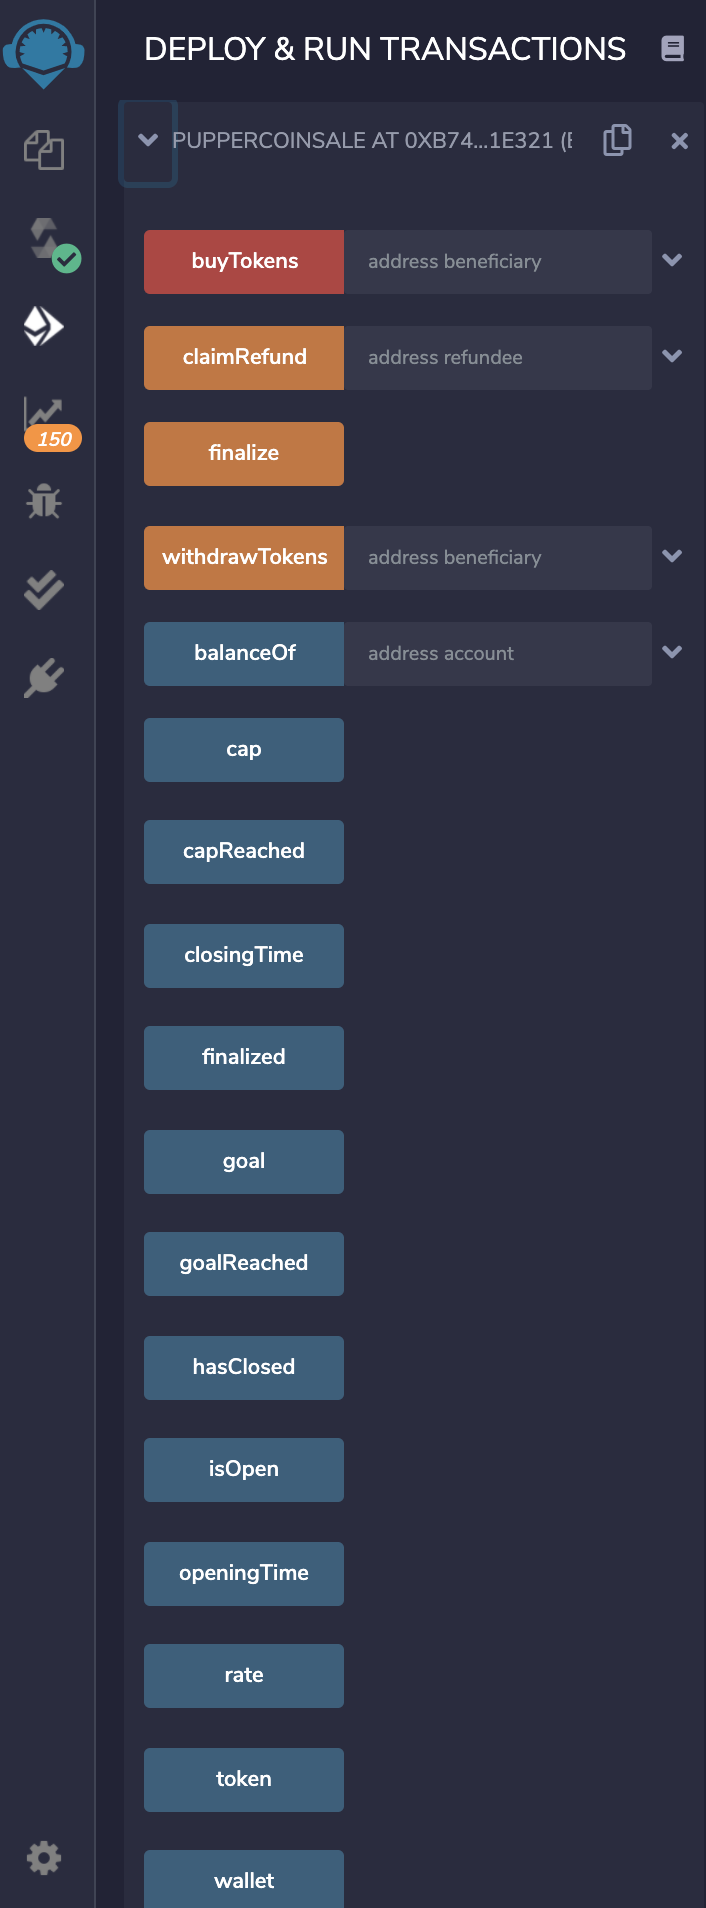 DEPLOY & RUN TRANSACTIONS
PUPPERCOINSALE AT 0XB74...1E321 (
buyTokens address beneficiary
claimRefund address refundee
150
finalize
withdrawTokens address beneficiary
balanceOf address account
cap
capReached
closingTime
finalized
goal
goalReached
hasClosed
isOpen
openingTime
rate
token
wallet